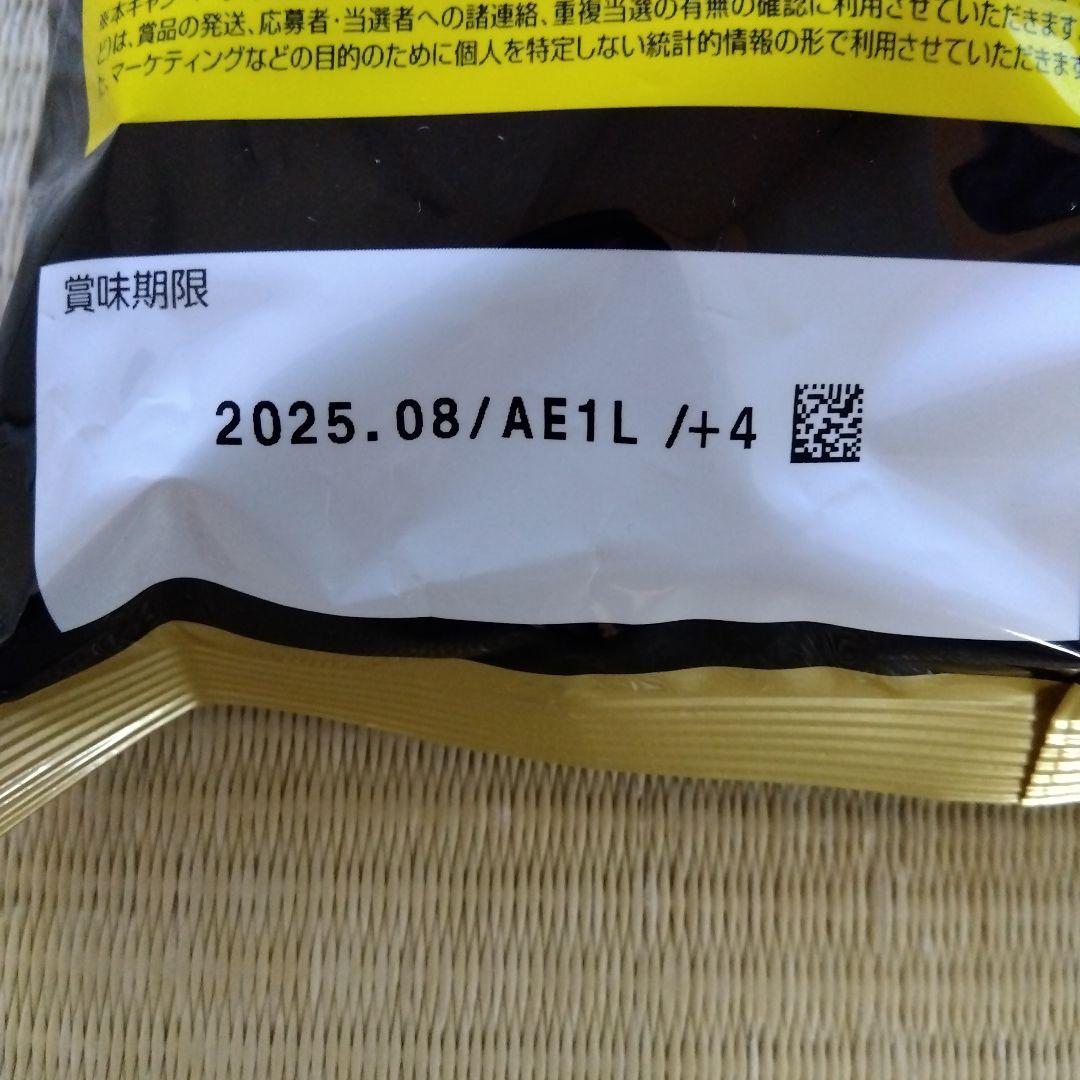 ※本キャン
は、賞品の発送、応募者・当選者への諸連絡、重複当選の有無の確認に利用させていただきます。
マーケティングなどの目的のために個人を特定しない統計的情報の形で利用させていただきます
賞味期限
2025.08/AE1L /+4